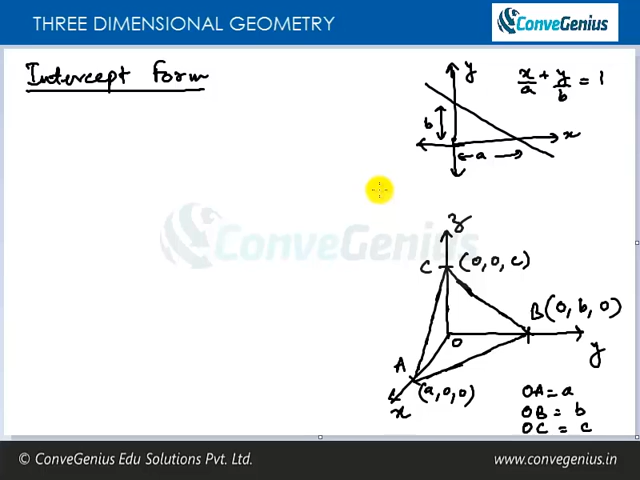 THREE DIMENSIONAL GEOMETRY
ConveGenius
Intercept form
y
x/a + y/b = 1
b
x
a
ConveGenius
z
C (0, 0, c)
B(0, b, 0)
O
A
y
(a, 0, 0)
x
OA = a
OB = b
OC = c
© ConveGenius Edu Solutions Pvt. Ltd.
www.convegenius.in